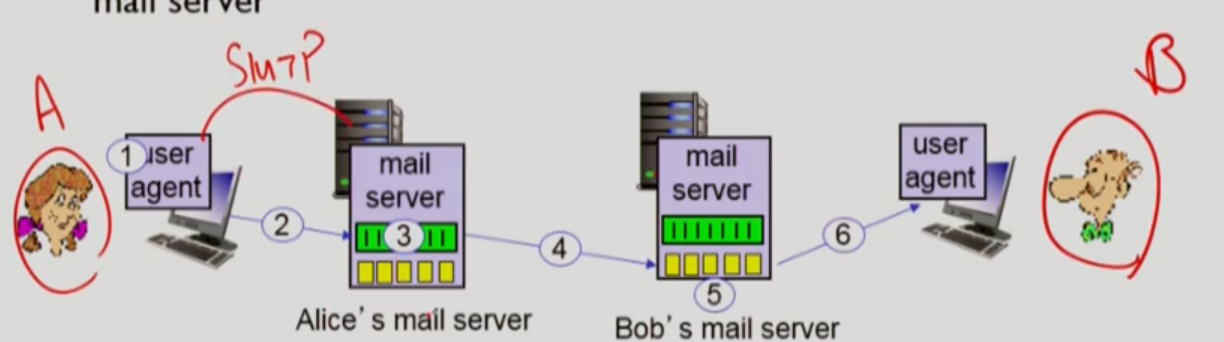 mail server
A
SMTP
B
1 user
agent
2
mail
server
3
4
mail
server
5
6
user
agent
Alice's mail server
Bob's mail server